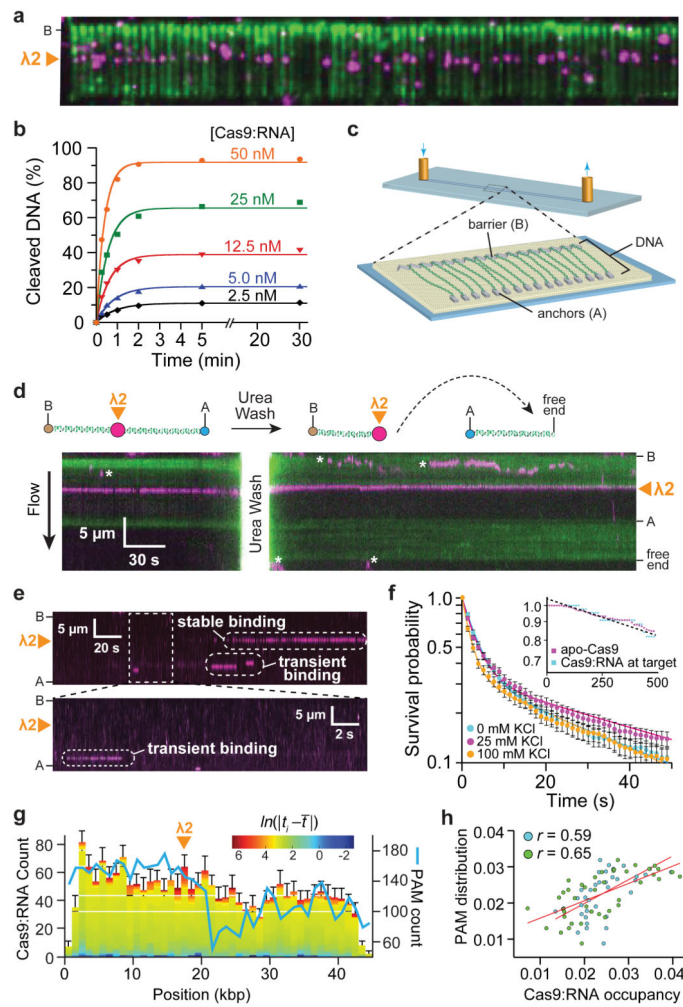 a
B
λ2
b
[Cas9:RNA]
Cleaved DNA (%)
100
80
60
40
20
0
50 nM
25 nM
12.5 nM
5.0 nM
2.5 nM
0 1 2 3 4 5 20 30
Time (min)
c
barrier (B)
DNA
anchors (A)
d
B λ2 A
Urea
Wash
B λ2 A free
end
Flow
5 µm
30 s
*
Urea Wash
* *
* *
B
λ2
A
free
end
e
B
λ2
A
5 µm
20 s
stable binding
transient
binding
λ2
A
5 µm
2 s
transient binding
f
Survival probability
1.0
0.1
1.0
0.9
0.8
0.7
apo-Cas9
Cas9:RNA at target
0 250 500
0 mM KCl
25 mM KCl
100 mM KCl
0 20 40
Time (s)
g
λ2
ln(|tᵢ – t̄|)
6 4 2 0 -2
Cas9:RNA Count
80
60
40
20
0
PAM count
180
140
100
60
0 10 20 30 40
Position (kbp)
h
r = 0.59
r = 0.65
PAM distribution
0.04
0.03
0.02
0.01
0.01 0.02 0.03 0.04
Cas9:RNA occupancy